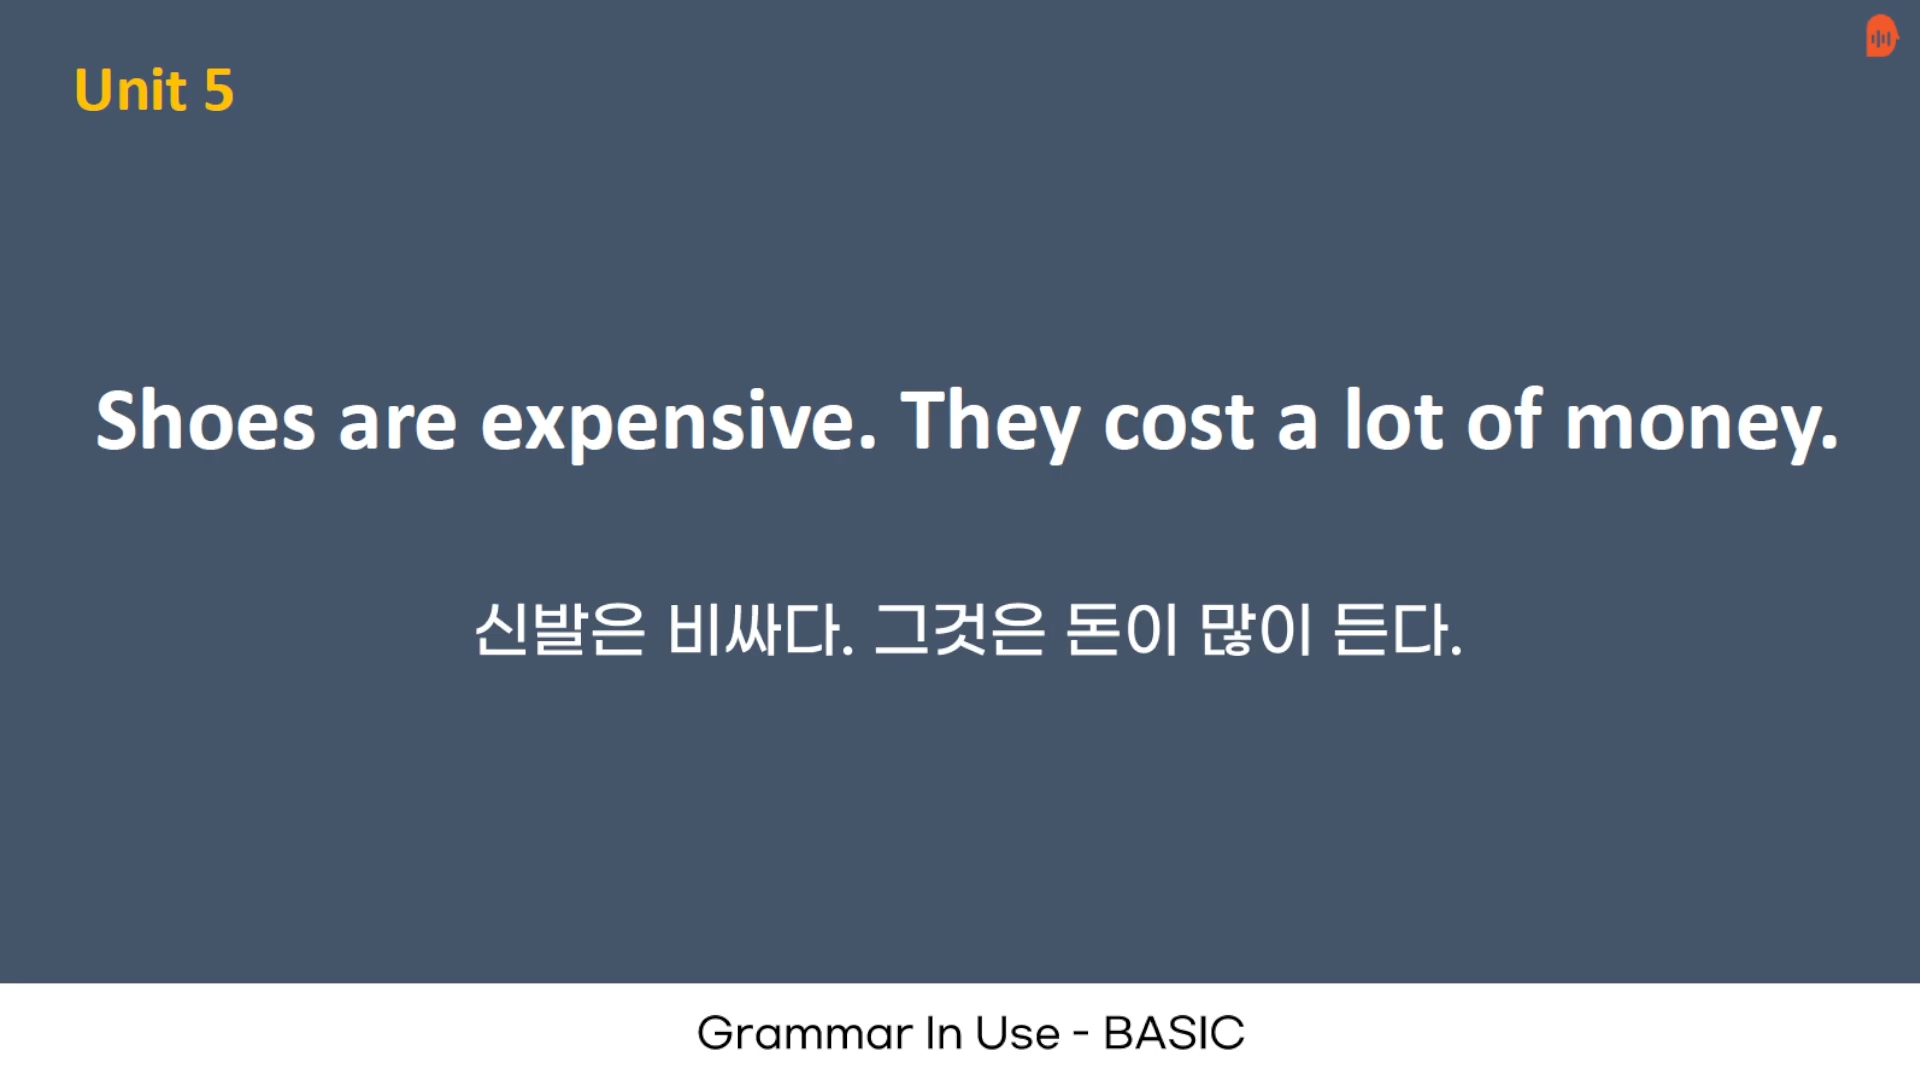 Unit 5
Shoes are expensive. They cost a lot of money.
신발은 비싸다. 그것은 돈이 많이 든다.
Grammar In Use - BASIC